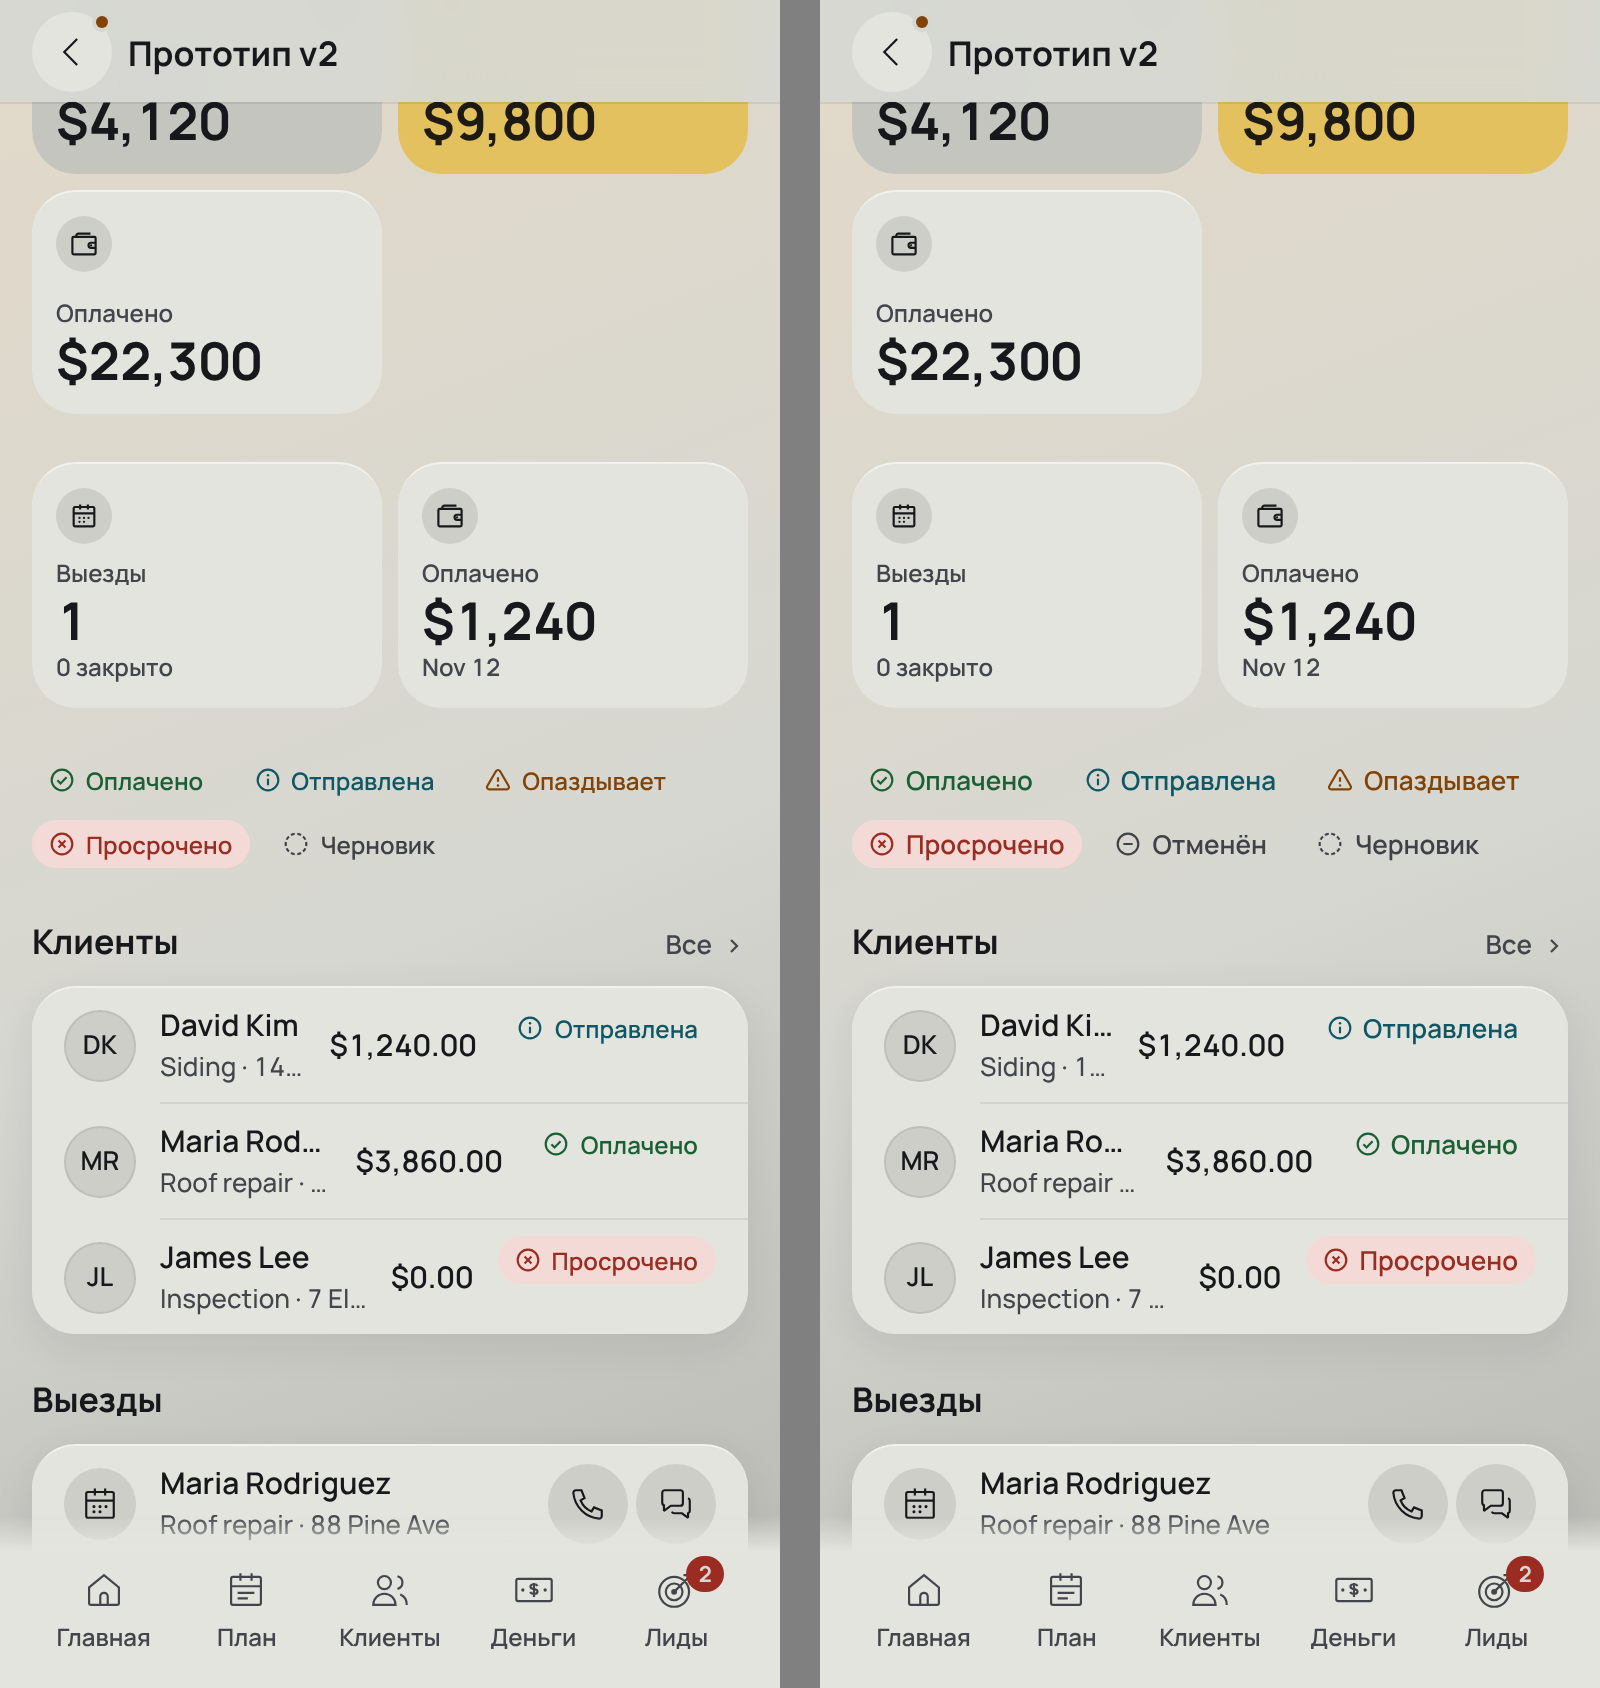 Прототип v2
$4,120 $9,800
Оплачено
$22,300
Выезды Оплачено
1 $1,240
0 закрыто Nov 12
Оплачено Отправлена Опаздывает
Просрочено Черновик
Клиенты Все
DK David Kim $1,240.00 Отправлена
Siding · 14...
MR Maria Rod... $3,860.00 Оплачено
Roof repair · ...
JL James Lee $0.00 Просрочено
Inspection · 7 El...
Выезды
Maria Rodriguez
Roof repair · 88 Pine Ave
2
Главная План Клиенты Деньги Лиды
Прототип v2
$4,120 $9,800
Оплачено
$22,300
Выезды Оплачено
1 $1,240
0 закрыто Nov 12
Оплачено Отправлена Опаздывает
Просрочено Отменён Черновик
Клиенты Все
DK David Ki... $1,240.00 Отправлена
Siding · 1...
MR Maria Ro... $3,860.00 Оплачено
Roof repair ...
JL James Lee $0.00 Просрочено
Inspection · 7 ...
Выезды
Maria Rodriguez
Roof repair · 88 Pine Ave
2
Главная План Клиенты Деньги Лиды